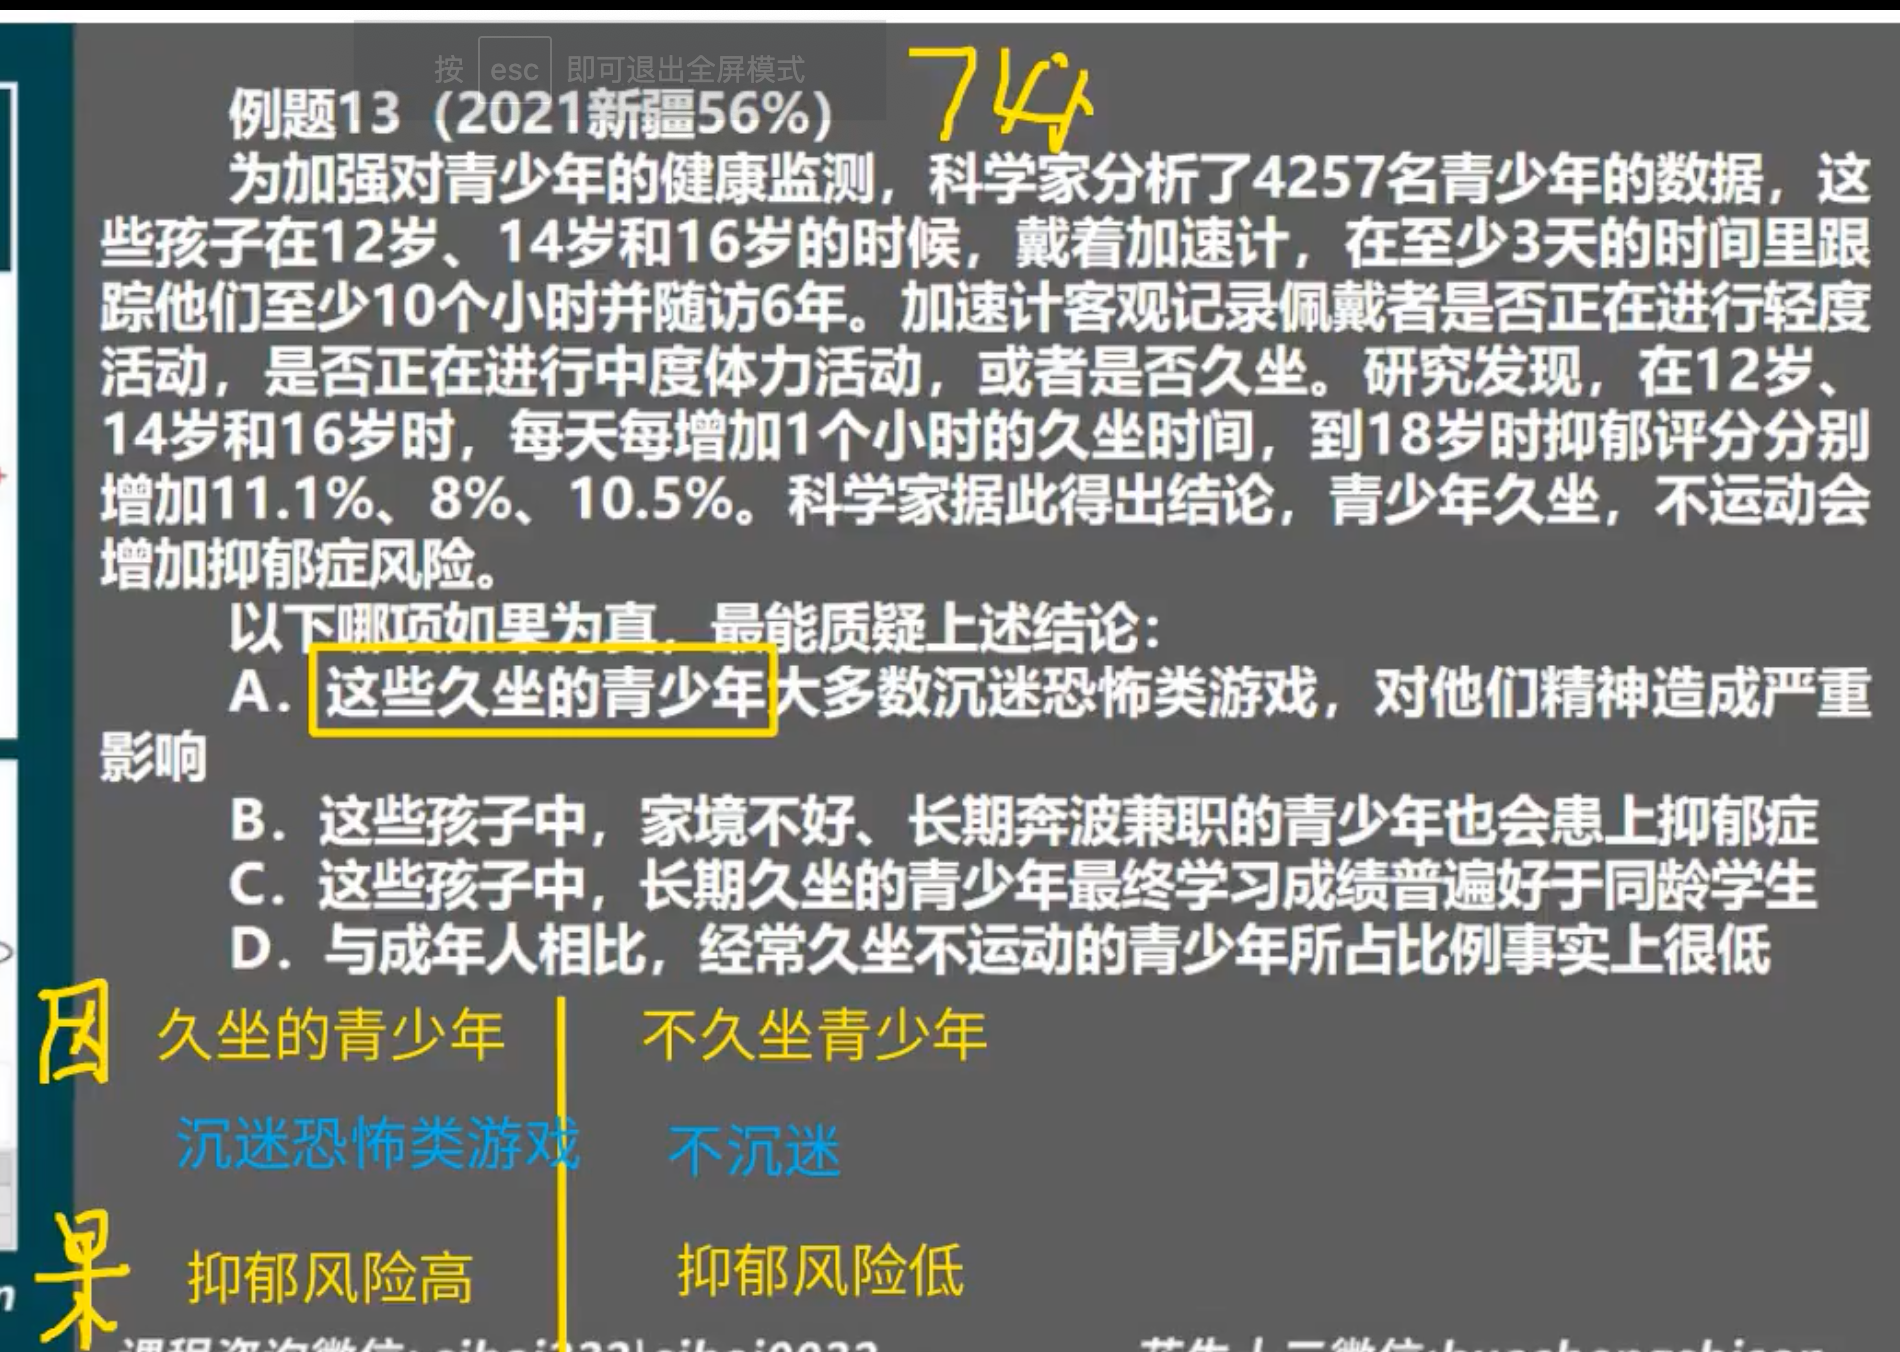 按 esc 即可退出全屏模式
例题13（2021新疆56%）
为加强对青少年的健康监测，科学家分析了4257名青少年的数据，这
些孩子在12岁、14岁和16岁的时候，戴着加速计，在至少3天的时间里跟
踪他们至少10个小时并随访6年。加速计客观记录佩戴者是否正在进行轻度
活动，是否正在进行中度体力活动，或者是否久坐。研究发现，在12岁、
14岁和16岁时，每天每增加1个小时的久坐时间，到18岁时抑郁评分分别
增加11.1%、8%、10.5%。科学家据此得出结论，青少年久坐，不运动会
增加抑郁症风险。
以下哪项如果为真，最能质疑上述结论：
A．这些久坐的青少年大多数沉迷恐怖类游戏，对他们精神造成严重
影响
B．这些孩子中，家境不好、长期奔波兼职的青少年也会患上抑郁症
C．这些孩子中，长期久坐的青少年最终学习成绩普遍好于同龄学生
D．与成年人相比，经常久坐不运动的青少年所占比例事实上很低
因 久坐的青少年 不久坐青少年
沉迷恐怖类游戏 不沉迷
果 抑郁风险高 抑郁风险低